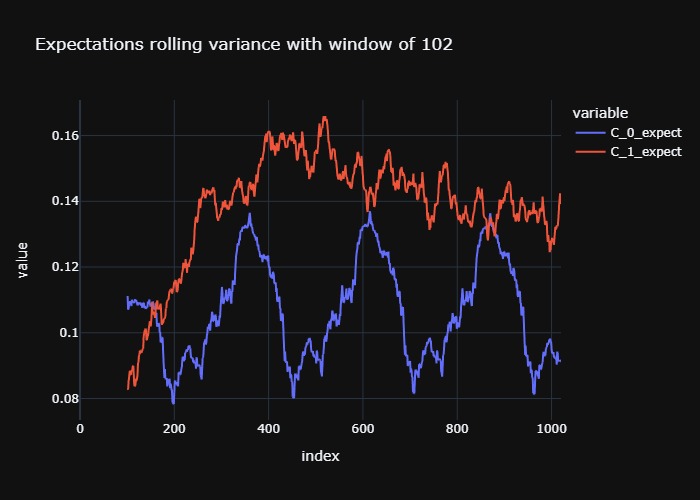 Expectations rolling variance with window of 102
variable
C_0_expect
C_1_expect
0.16
0.14
0.12
0.1
0.08
value
0
200
400
600
800
1000
index